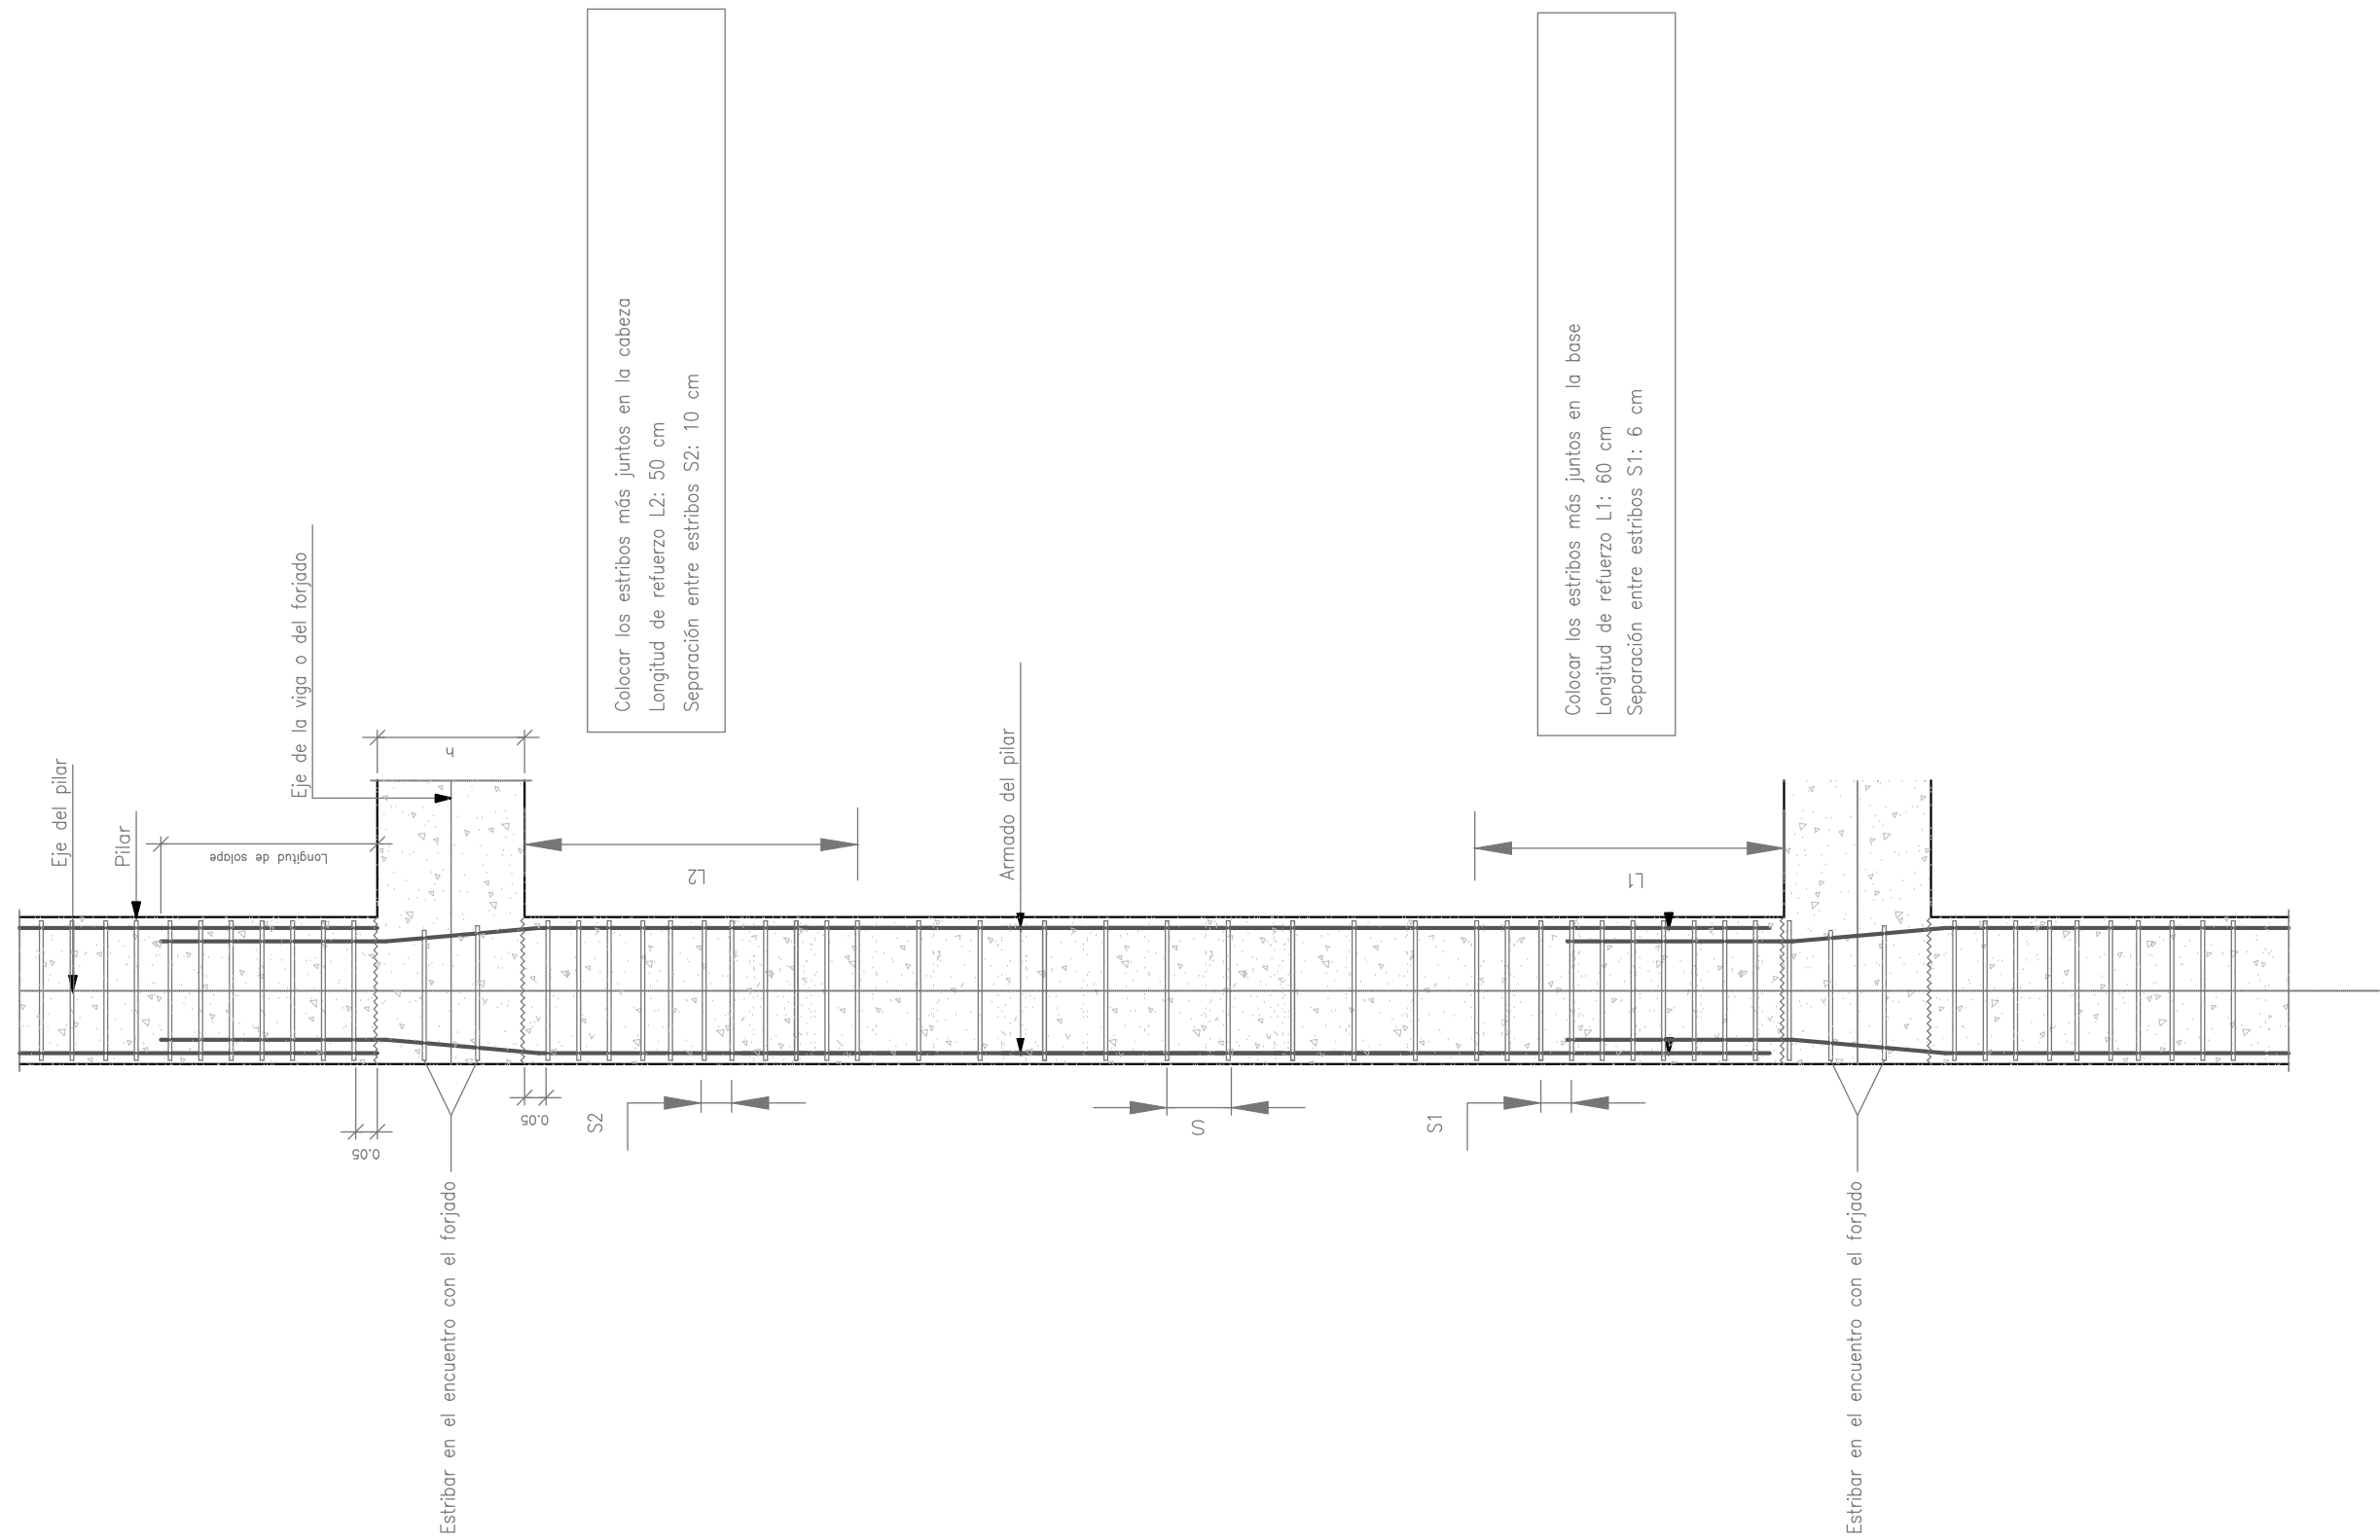 Eje del pilar
Pilar
Longitud de solape
Eje de la viga o del forjado
h
0.05
Estribar en el encuentro con el forjado
0.05
Colocar los estribos más juntos en la cabeza
Longitud de refuerzo L2: 50 cm
Separación entre estribos S2: 10 cm
L2
S2
Armado del pilar
S
Colocar los estribos más juntos en la base
Longitud de refuerzo L1: 60 cm
Separación entre estribos S1: 6 cm
L1
S1
Estribar en el encuentro con el forjado